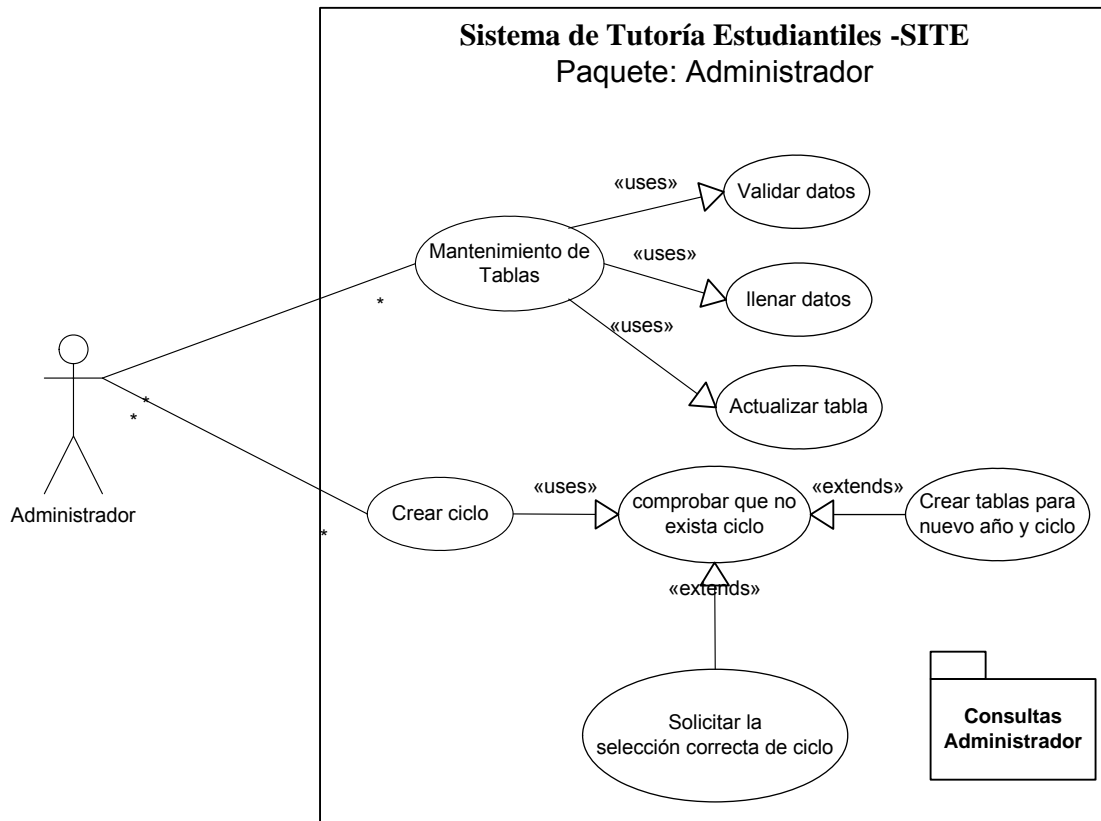 Sistema de Tutoría Estudiantiles -SITE
Paquete: Administrador
«uses»
Validar datos
Mantenimiento de
Tablas
«uses»
llenar datos
*
«uses»
Actualizar tabla
*
*
Administrador
*
Crear ciclo
«uses»
comprobar que no
exista ciclo
«extends»
Crear tablas para
nuevo año y ciclo
«extends»
Solicitar la
selección correcta de ciclo
Consultas
Administrador